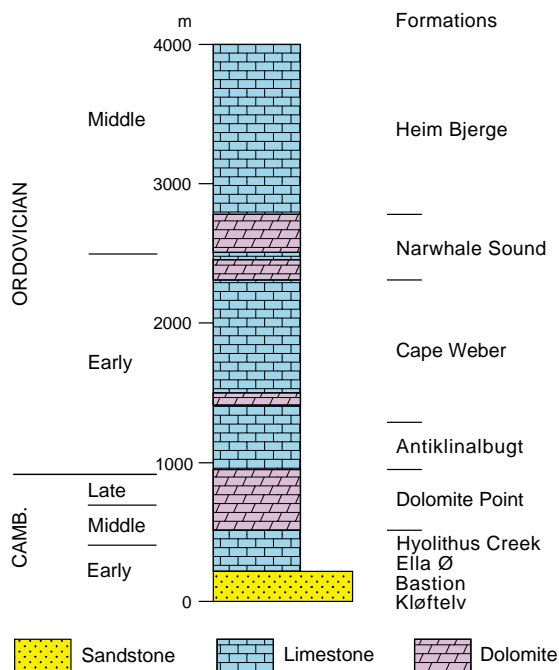 m
Formations
4000
Middle
Heim Bjerge
3000
ORDOVICIAN
Narwhale Sound
2000
Early
Cape Weber
Antiklinalbugt
1000
Late
Dolomite Point
CAMB.
Middle
Hyolithus Creek
Early
Ella Ø
Bastion
0
Kløftelv
Sandstone
Limestone
Dolomite